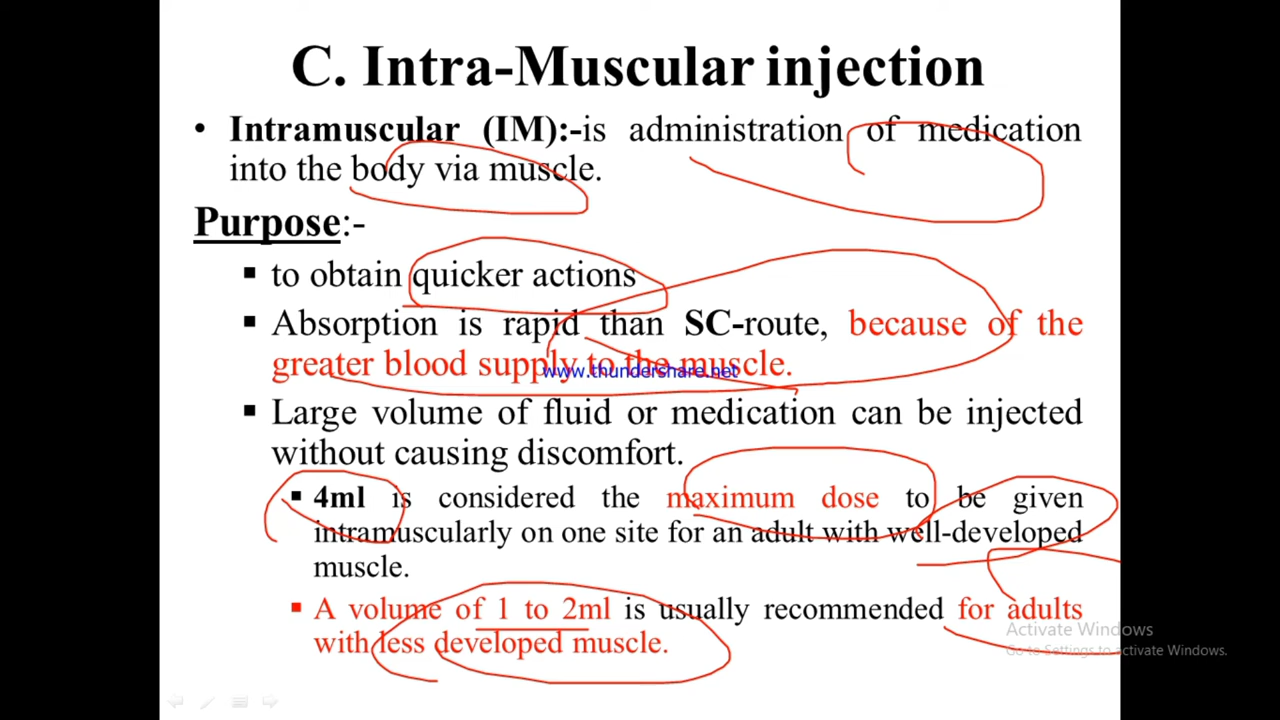 C. Intra-Muscular injection
• Intramuscular (IM):-is administration of medication
into the body via muscle.
Purpose:-
▪ to obtain quicker actions
▪ Absorption is rapid than SC-route, because of the
greater blood supply to the muscle.
www.thundershare.net
▪ Large volume of fluid or medication can be injected
without causing discomfort.
▪ 4ml is considered the maximum dose to be given
intramuscularly on one site for an adult with well-developed
muscle.
▪ A volume of 1 to 2ml is usually recommended for adults
with less developed muscle.
Activate Windows
Go to Settings to activate Windows.